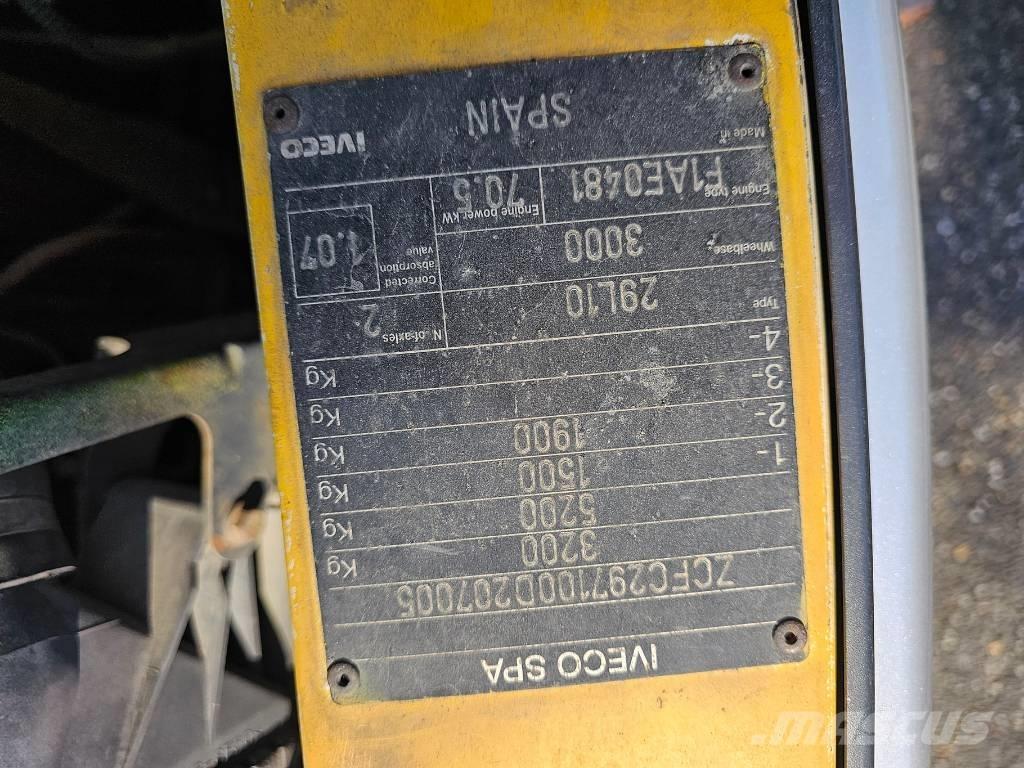 IVECO SPA
ZCFC297100D207005
3200 Kg
5200 Kg
1- 1500 Kg
2- 1900 Kg
3- Kg
4- Kg
Type 29L10 N. of axles 2
Wheelbase 3000 Corrected absorption value 1.07
Engine type F1AE0481 Engine power kW 70.5
Made in SPAIN IVECO
MASCUS